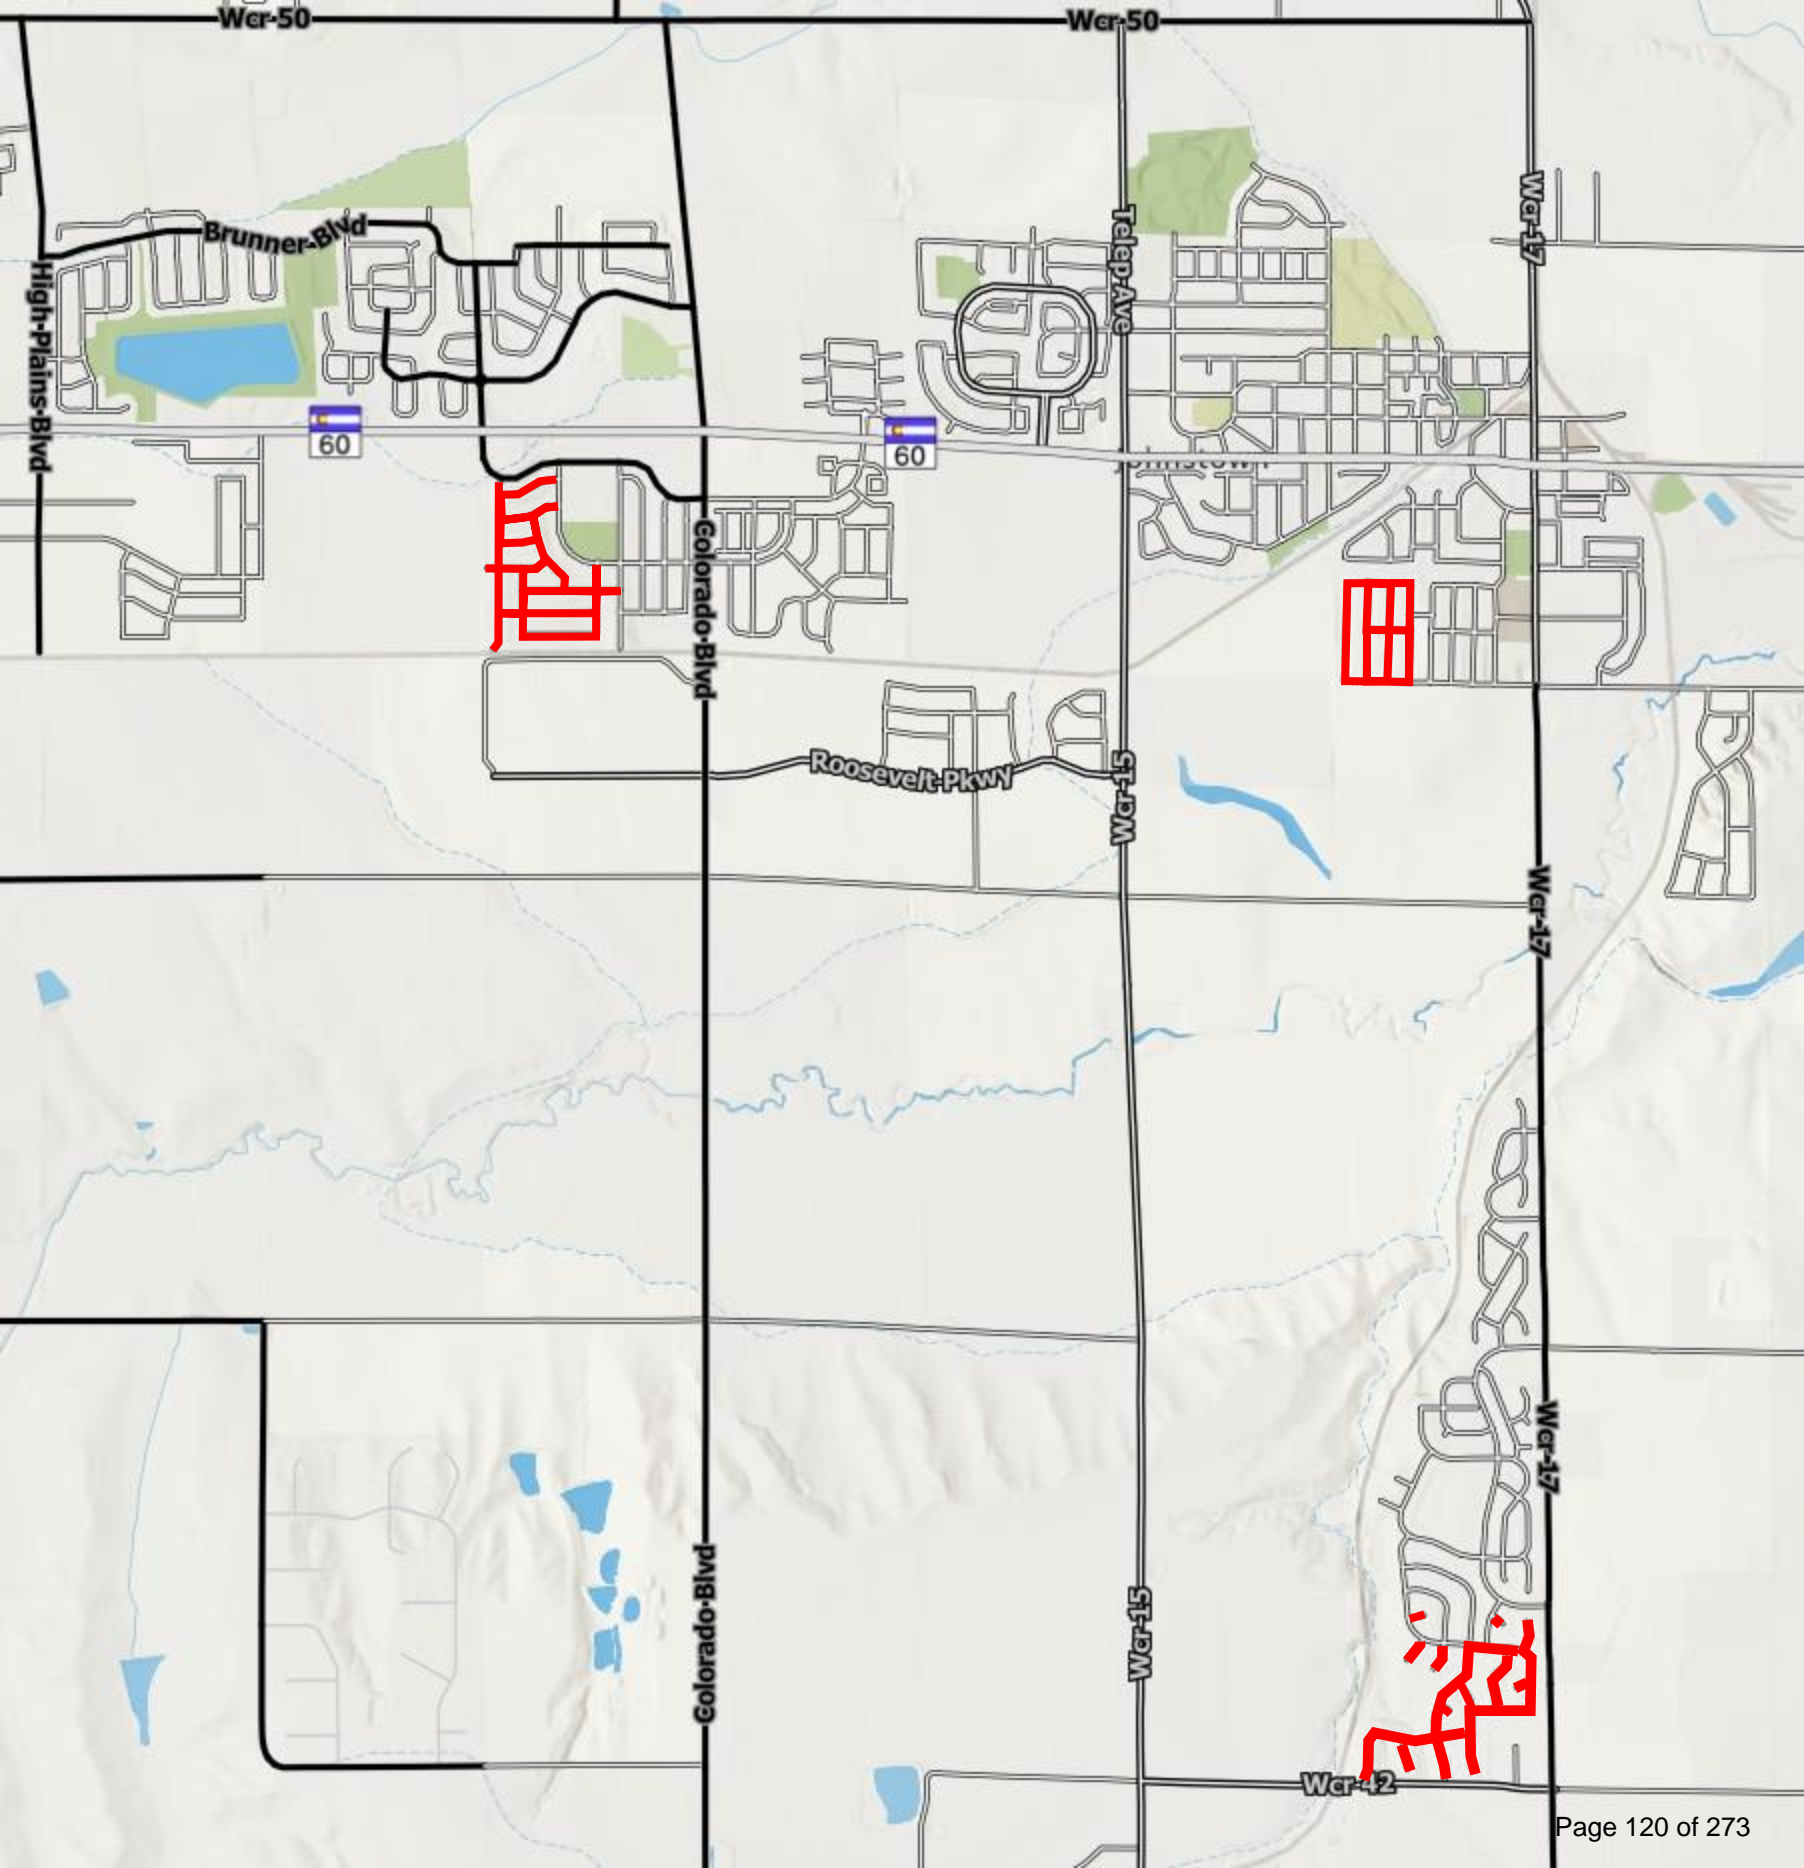 Wcr 50
Wcr 50
Wcr-17
Telep-Ave
Brunner-Blvd
High-Plains-Blvd
60
60
Johnstown
Colorado-Blvd
Roosevelt-Pkwy
Wcr-15
Wcr-17
Wcr-17
Colorado-Blvd
Wcr-15
Wcr-42
Page 120 of 273